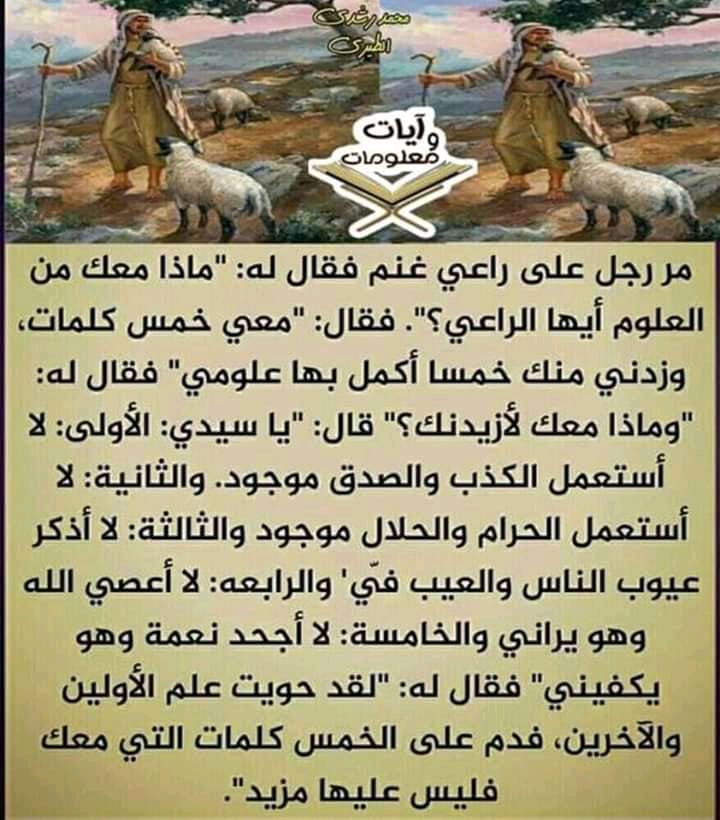 محمد رشدى
الطيرى
وآيات
معلومات
مر رجل على راعي غنم فقال له: "ماذا معك من
العلوم أيها الراعي؟". فقال: "معي خمس كلمات،
وزدني منك خمسا أكمل بها علومي" فقال له:
"وماذا معك لأزيدنك؟" قال: "يا سيدي: الأولى: لا
أستعمل الكذب والصدق موجود. والثانية: لا
أستعمل الحرام والحلال موجود والثالثة: لا أذكر
عيوب الناس والعيب فيّ' والرابعه: لا أعصي الله
وهو يراني والخامسة: لا أجحد نعمة وهو
يكفيني" فقال له: "لقد حويت علم الأولين
والآخرين، فدم على الخمس كلمات التي معك
فليس عليها مزيد".